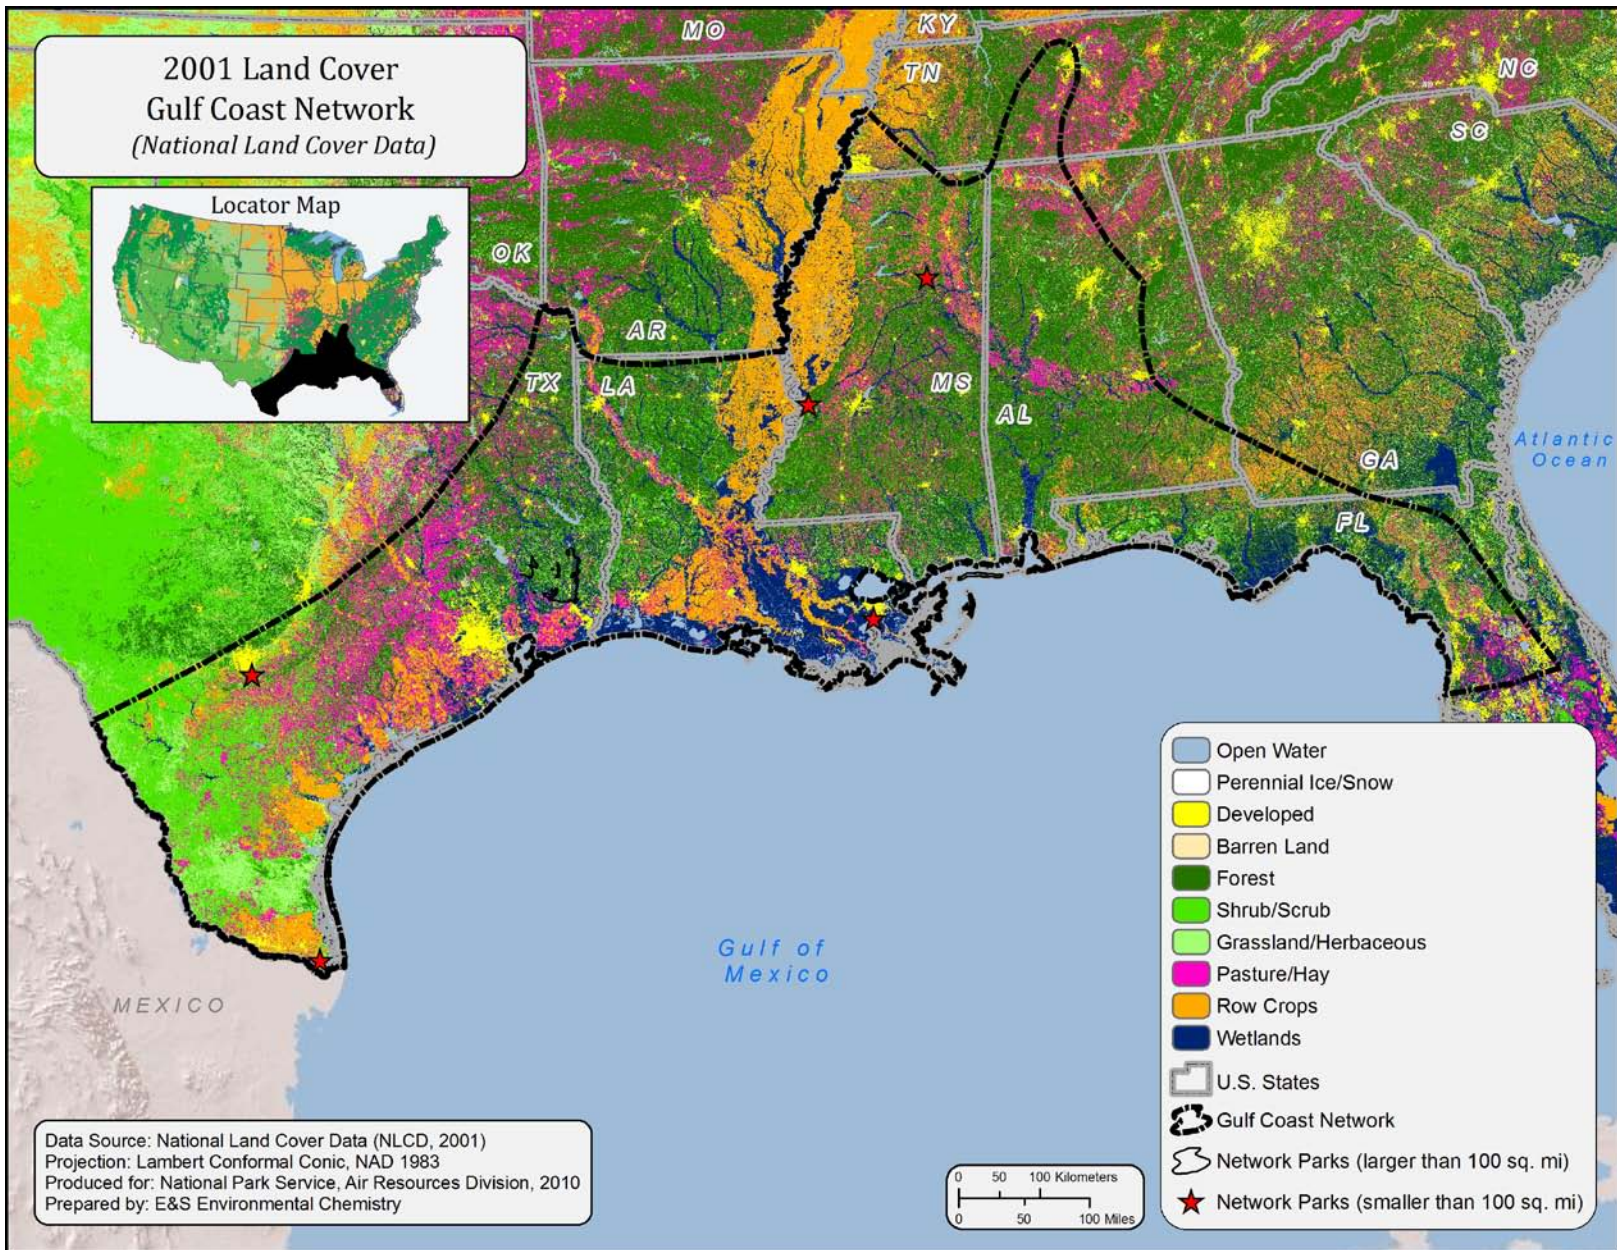 2001 Land Cover
Gulf Coast Network
(National Land Cover Data)
Locator Map
MO
KY
TN
NC
SC
OK
AR
TX
LA
MS
AL
GA
FL
Atlantic
Ocean
Gulf of
Mexico
MEXICO
Open Water
Perennial Ice/Snow
Developed
Barren Land
Forest
Shrub/Scrub
Grassland/Herbaceous
Pasture/Hay
Row Crops
Wetlands
U.S. States
Gulf Coast Network
Network Parks (larger than 100 sq. mi)
Network Parks (smaller than 100 sq. mi)
Data Source: National Land Cover Data (NLCD, 2001)
Projection: Lambert Conformal Conic, NAD 1983
Produced for: National Park Service, Air Resources Division, 2010
Prepared by: E&S Environmental Chemistry
0 50 100 Kilometers
0 50 100 Miles